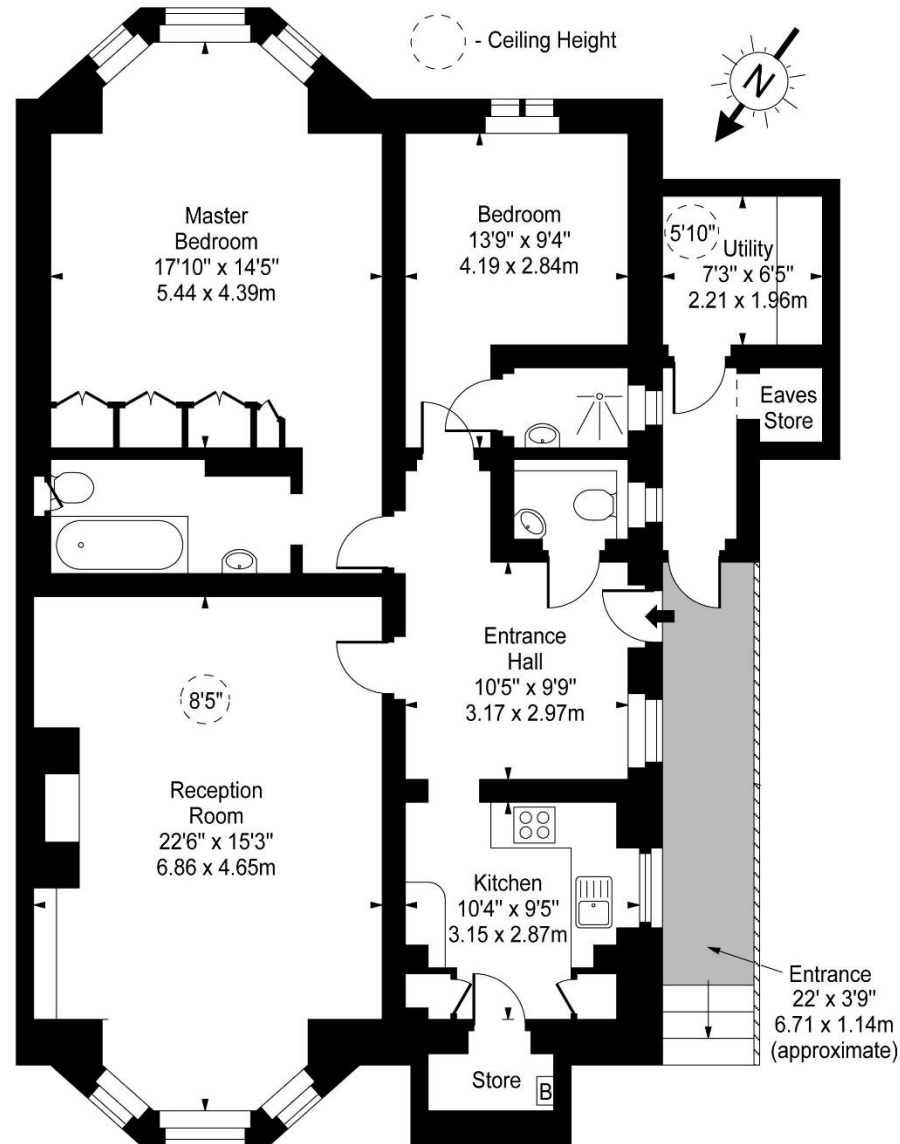 - Ceiling Height
N
Master
Bedroom
17'10" x 14'5"
5.44 x 4.39m
Bedroom
13'9" x 9'4"
4.19 x 2.84m
5'10"
Utility
7'3" x 6'5"
2.21 x 1.96m
Eaves
Store
Entrance
Hall
10'5" x 9'9"
3.17 x 2.97m
8'5"
Reception
Room
22'6" x 15'3"
6.86 x 4.65m
Kitchen
10'4" x 9'5"
3.15 x 2.87m
Entrance
22' x 3'9"
6.71 x 1.14m
(approximate)
Store
B